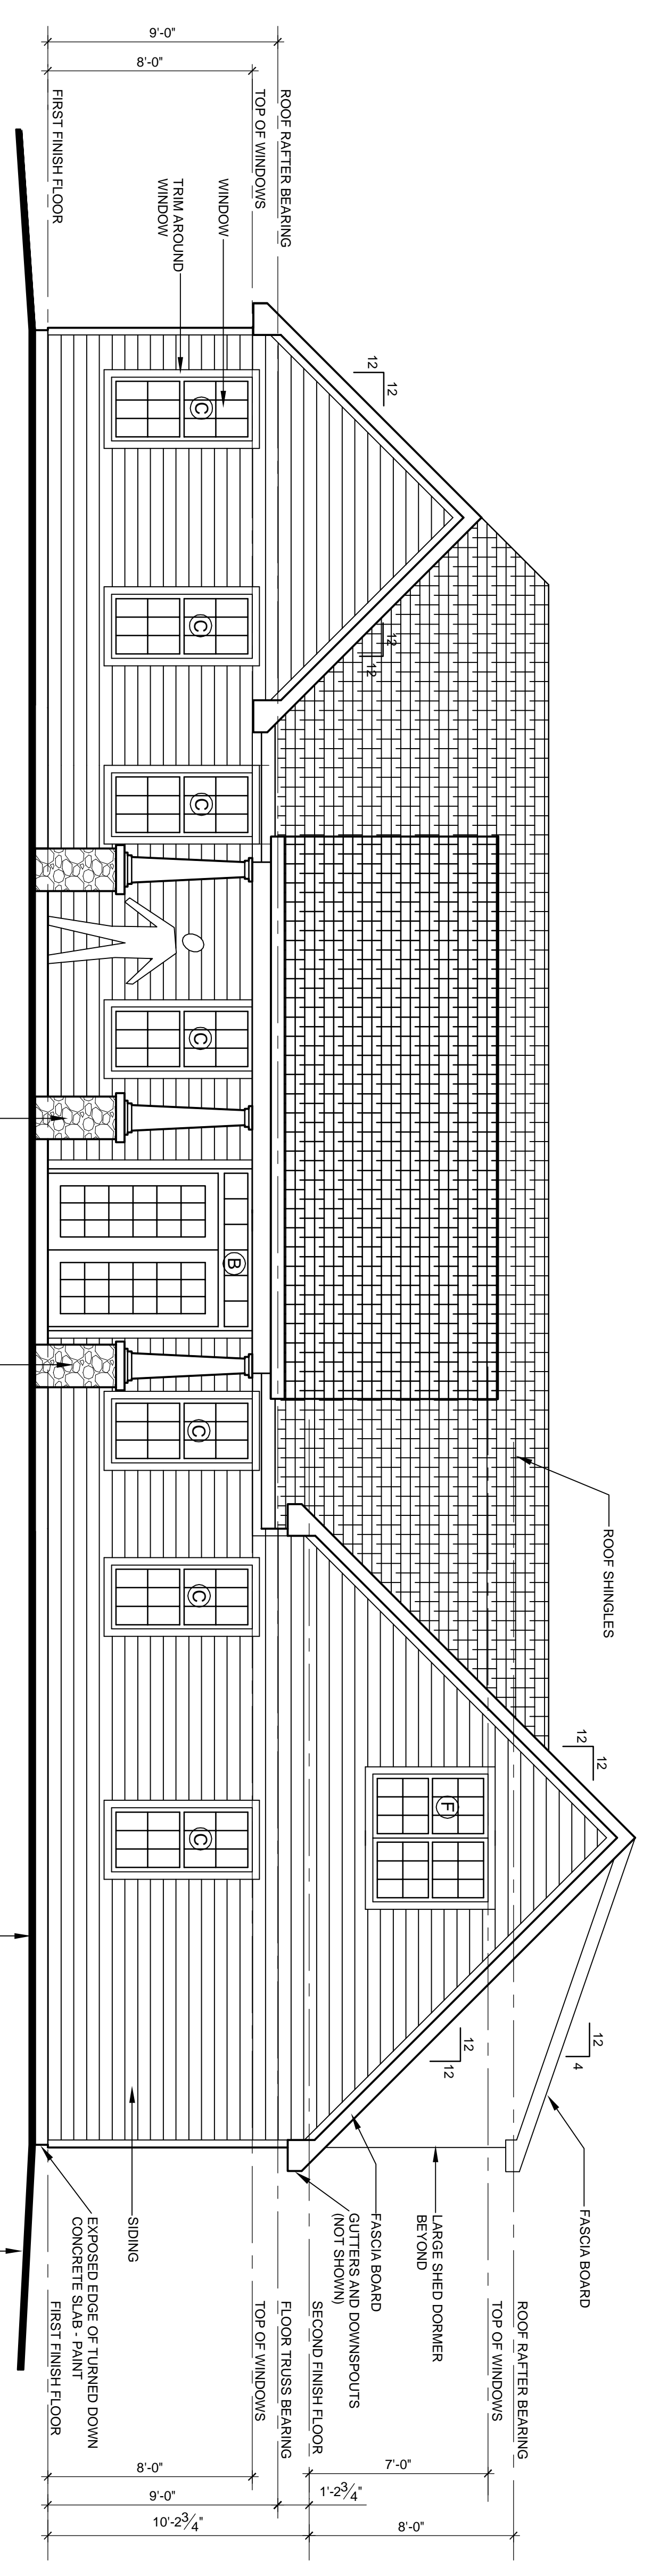 9'-0"
8'-0"
ROOF RAFTER BEARING
TOP OF WINDOWS
FIRST FINISH FLOOR
WINDOW
TRIM AROUND
WINDOW
12
12
12
12
C
C
C
C
B
C
C
C
F
ROOF SHINGLES
12
12
12
4
12
12
FASCIA BOARD
LARGE SHED DORMER
BEYOND
FASCIA BOARD
GUTTERS AND DOWNSPOUTS
(NOT SHOWN)
SIDING
EXPOSED EDGE OF TURNED DOWN
CONCRETE SLAB - PAINT
ROOF RAFTER BEARING
TOP OF WINDOWS
SECOND FINISH FLOOR
FLOOR TRUSS BEARING
TOP OF WINDOWS
FIRST FINISH FLOOR
7'-0"
8'-0"
1'-2 3/4"
9'-0"
8'-0"
10'-2 3/4"